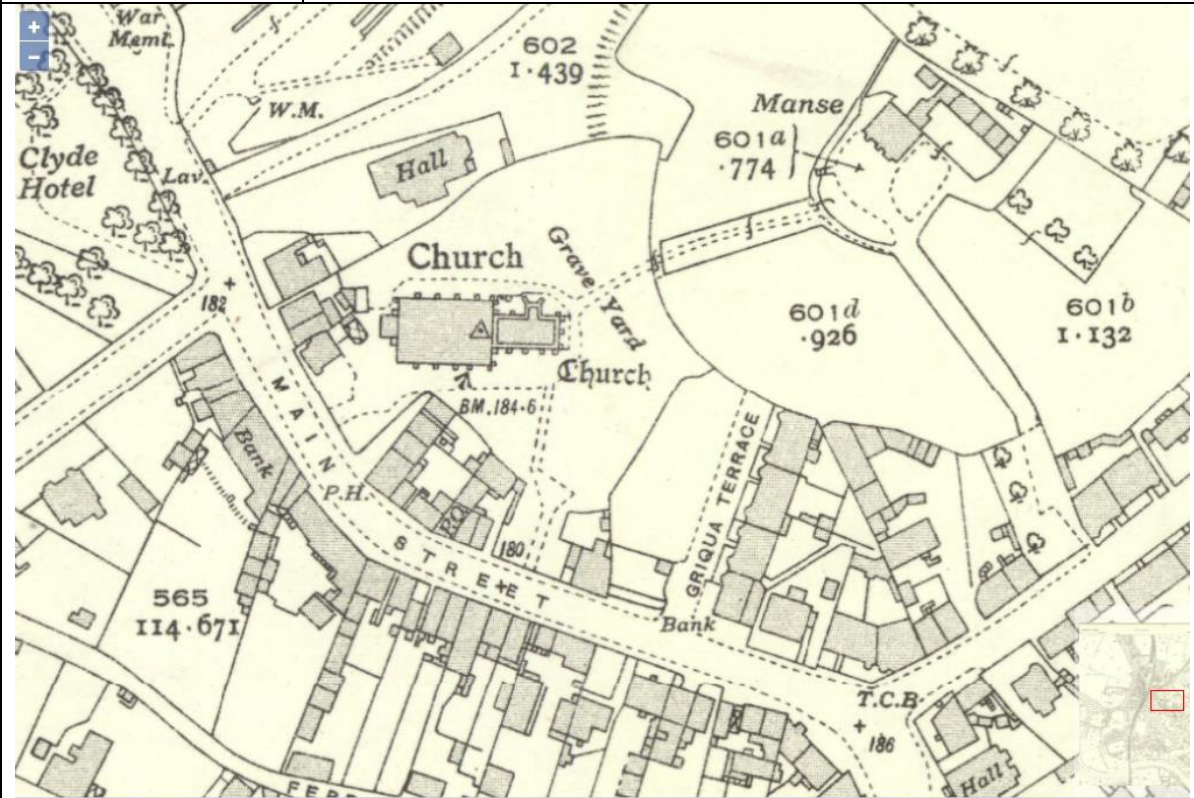 +
−
War
Meml.
602
1·439
W.M.
Manse
601a
·774
Clyde
Hotel
Lav.
Hall
Church
Grave Yard
182
601d
·926
601b
1·132
Church
BM.184·6
MAIN
STREET
Bank
P.H.
P.O.
180
GRIQUA TERRACE
565
114·671
Bank
T.C.B.
186
Hall